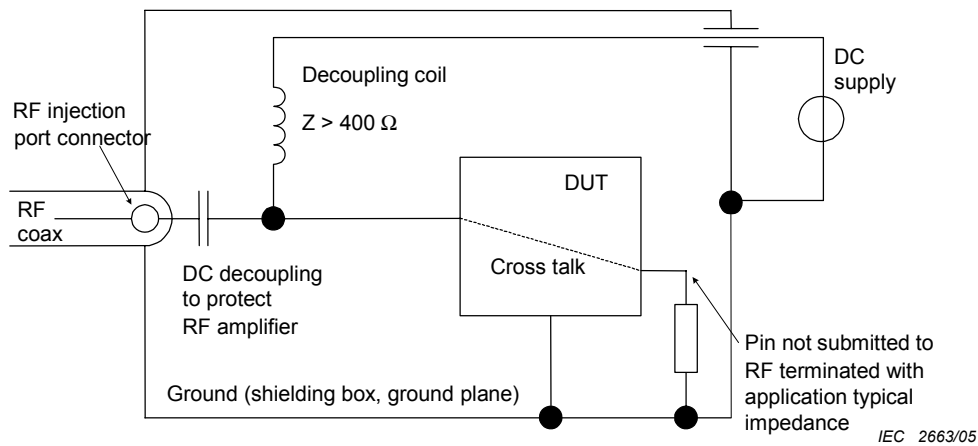 DC
supply
Decoupling coil
Z > 400 Ω
RF injection
port connector
DUT
RF
coax
Cross talk
DC decoupling
to protect
RF amplifier
Pin not submitted to
RF terminated with
application typical
impedance
Ground (shielding box, ground plane)
IEC 2663/05